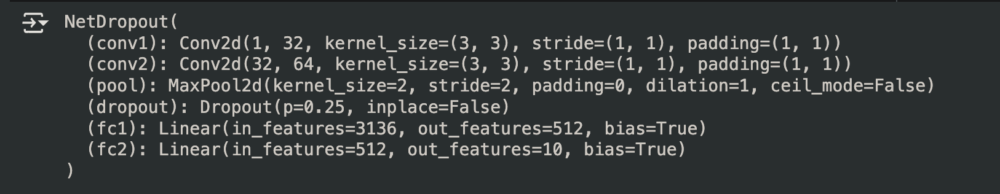 NetDropout(
  (conv1): Conv2d(1, 32, kernel_size=(3, 3), stride=(1, 1), padding=(1, 1))
  (conv2): Conv2d(32, 64, kernel_size=(3, 3), stride=(1, 1), padding=(1, 1))
  (pool): MaxPool2d(kernel_size=2, stride=2, padding=0, dilation=1, ceil_mode=False)
  (dropout): Dropout(p=0.25, inplace=False)
  (fc1): Linear(in_features=3136, out_features=512, bias=True)
  (fc2): Linear(in_features=512, out_features=10, bias=True)
)